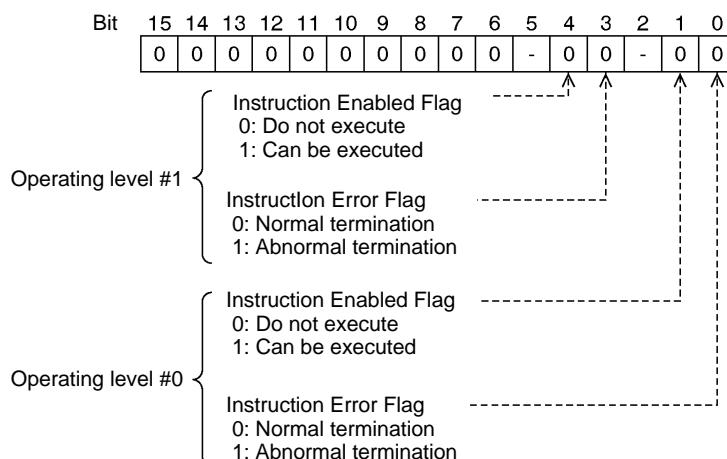 Bit 15 14 13 12 11 10 9 8 7 6 5 4 3 2 1 0
0 0 0 0 0 0 0 0 0 0 - 0 0 - 0 0
Instruction Enabled Flag
0: Do not execute
1: Can be executed
Operating level #1
InstructIon Error Flag
0: Normal termination
1: Abnormal termination
Instruction Enabled Flag
0: Do not execute
1: Can be executed
Operating level #0
Instruction Error Flag
0: Normal termination
1: Abnormal termination